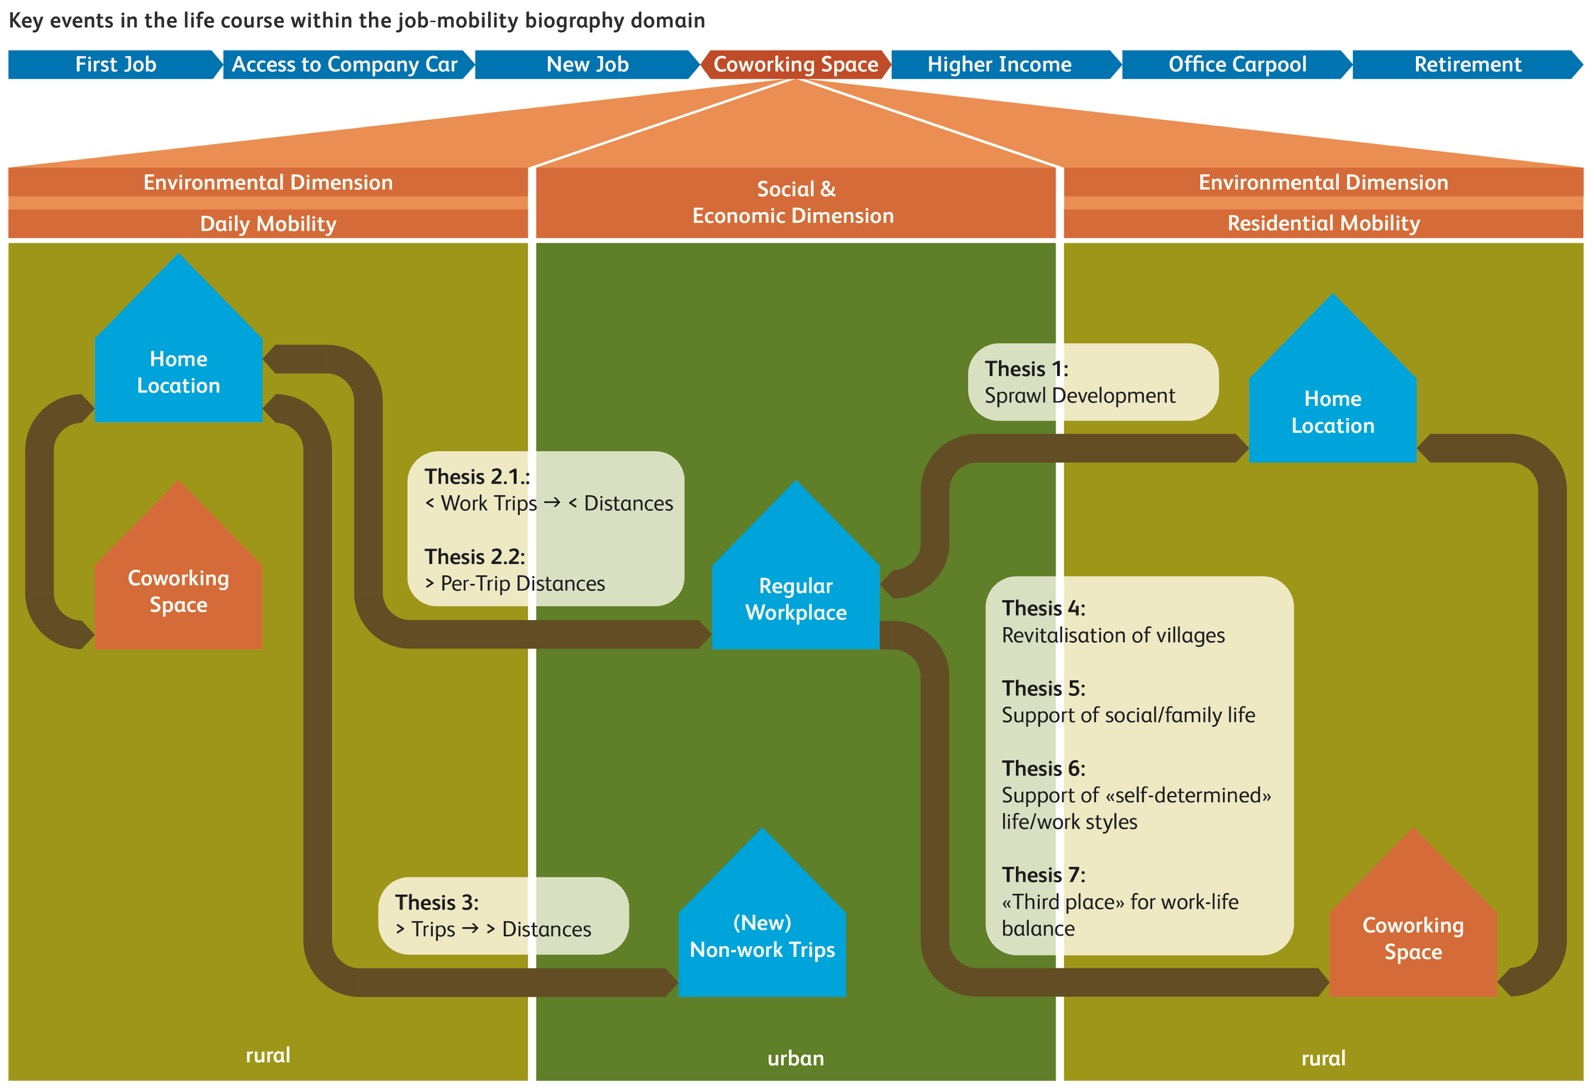 Key events in the life course within the job-mobility biography domain
First Job
Access to Company Car
New Job
Coworking Space
Higher Income
Office Carpool
Retirement
Environmental Dimension
Daily Mobility
Social &
Economic Dimension
Environmental Dimension
Residential Mobility
Home
Location
Coworking
Space
Thesis 2.1.:
< Work Trips → < Distances
Thesis 2.2:
> Per-Trip Distances
Thesis 3:
> Trips → > Distances
rural
Regular
Workplace
(New)
Non-work Trips
urban
Thesis 1:
Sprawl Development
Home
Location
Thesis 4:
Revitalisation of villages
Thesis 5:
Support of social/family life
Thesis 6:
Support of «self-determined»
life/work styles
Thesis 7:
«Third place» for work-life
balance
Coworking
Space
rural